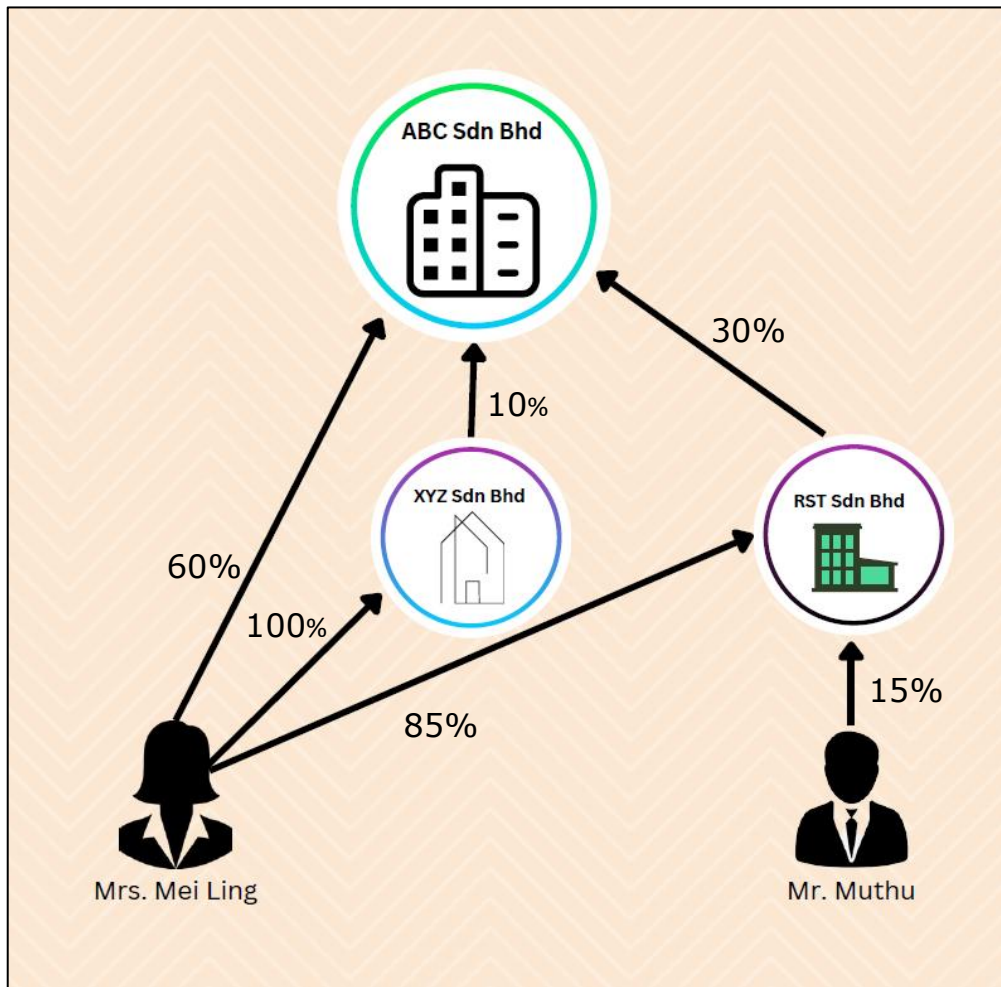 ABC Sdn Bhd
30%
10%
XYZ Sdn Bhd
RST Sdn Bhd
60%
100%
85%
15%
Mrs. Mei Ling
Mr. Muthu